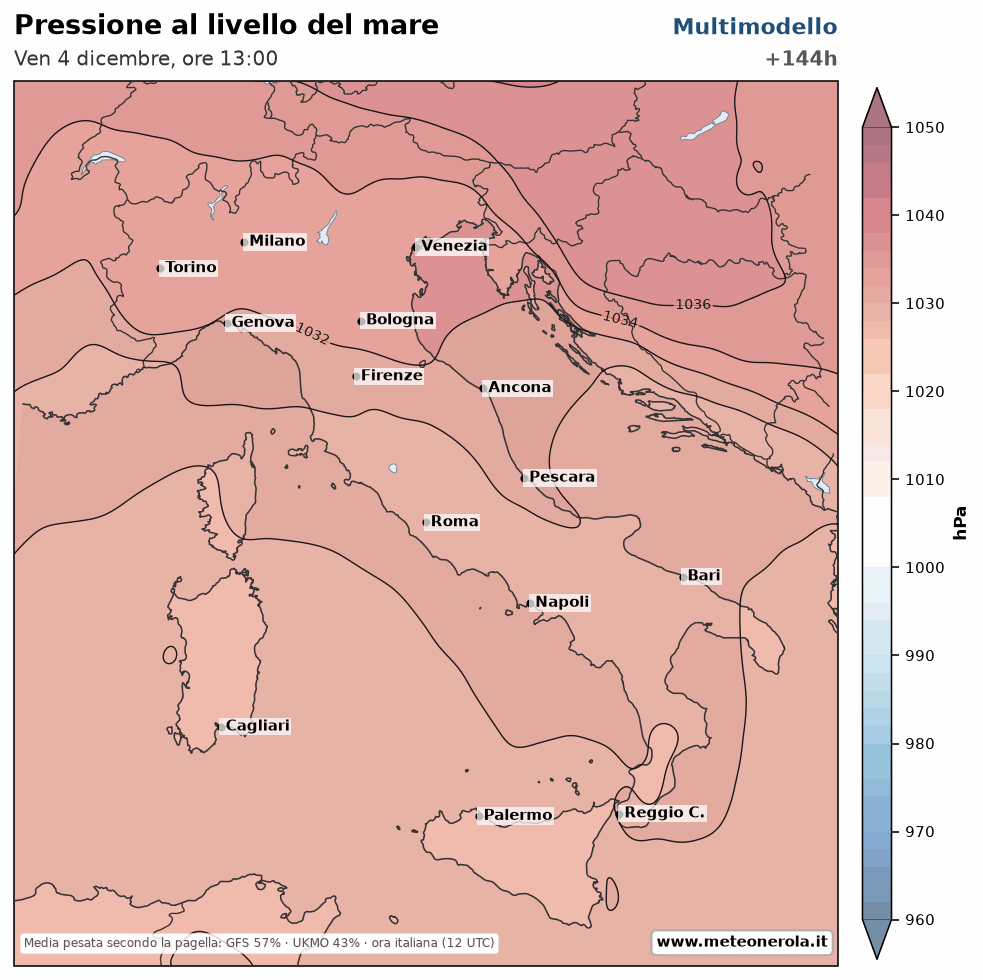 Pressione al livello del mare
Multimodello
Ven 4 dicembre, ore 13:00
+144h
1050
1040
1030
1020
1010
1000
990
980
970
960
hPa
Milano
Venezia
Torino
1036
Genova
Bologna
1034
1032
Firenze
Ancona
Pescara
Roma
Bari
Napoli
Cagliari
Palermo
Reggio C.
Media pesata secondo la pagella: GFS 57% · UKMO 43% · ora italiana (12 UTC)
www.meteonerola.it